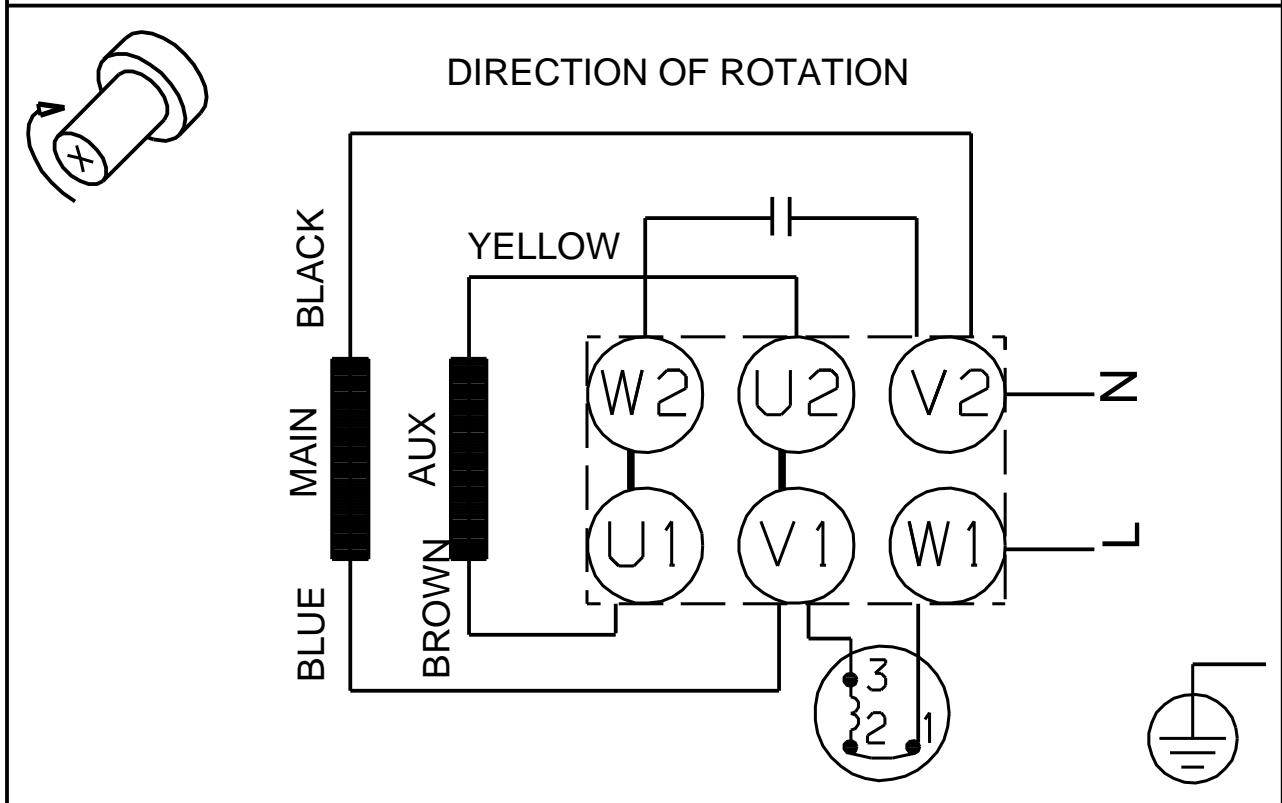 DIRECTION OF ROTATION
BLACK
YELLOW
MAIN
AUX
W2
U2
V2
N
U1
V1
W1
L
BLUE
BROWN
3
2
1